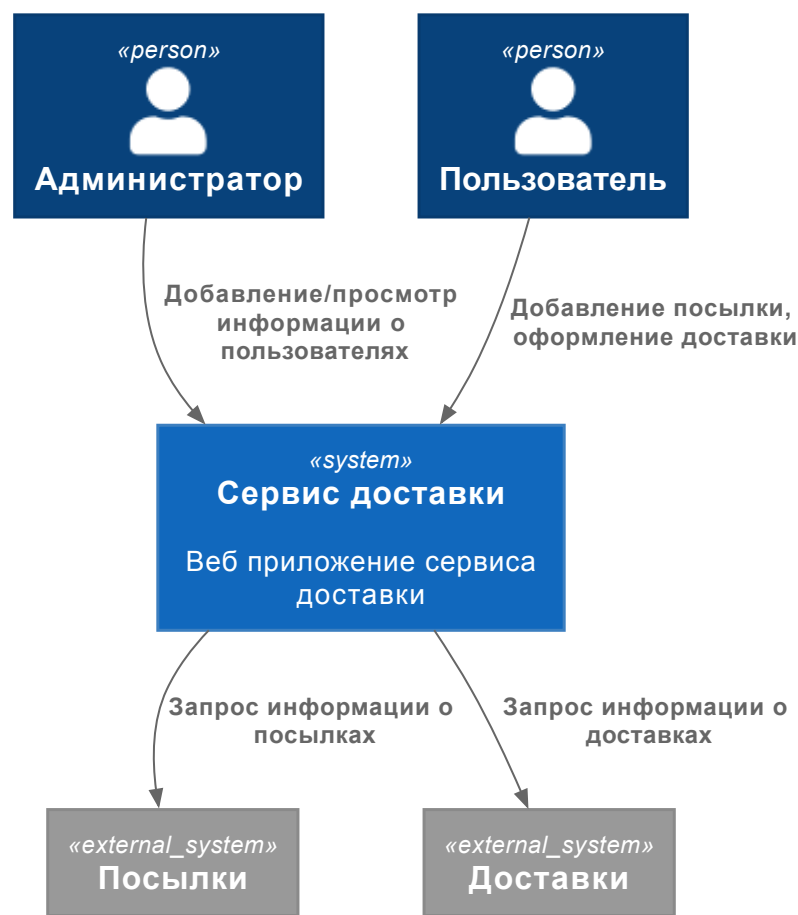 «person»
Администратор
«person»
Пользователь
Добавление/просмотр
информации о
пользователях
Добавление посылки,
оформление доставки
«system»
Сервис доставки
Веб приложение сервиса
доставки
Запрос информации о
посылках
Запрос информации о
доставках
«external_system»
Посылки
«external_system»
Доставки